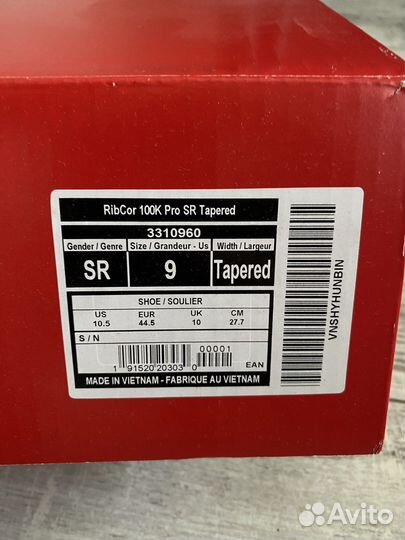 RibCor 100K Pro SR Tapered
3310960
Gender / Genre Size / Grandeur - Us Width / Largeur
SR 9 Tapered
SHOE / SOULIER
US EUR UK CM
10.5 44.5 10 27.7
S / N
00001
1 91520 20303 0 EAN
MADE IN VIETNAM - FABRIQUE AU VIETNAM
VNSHYHUNBIN
Avito